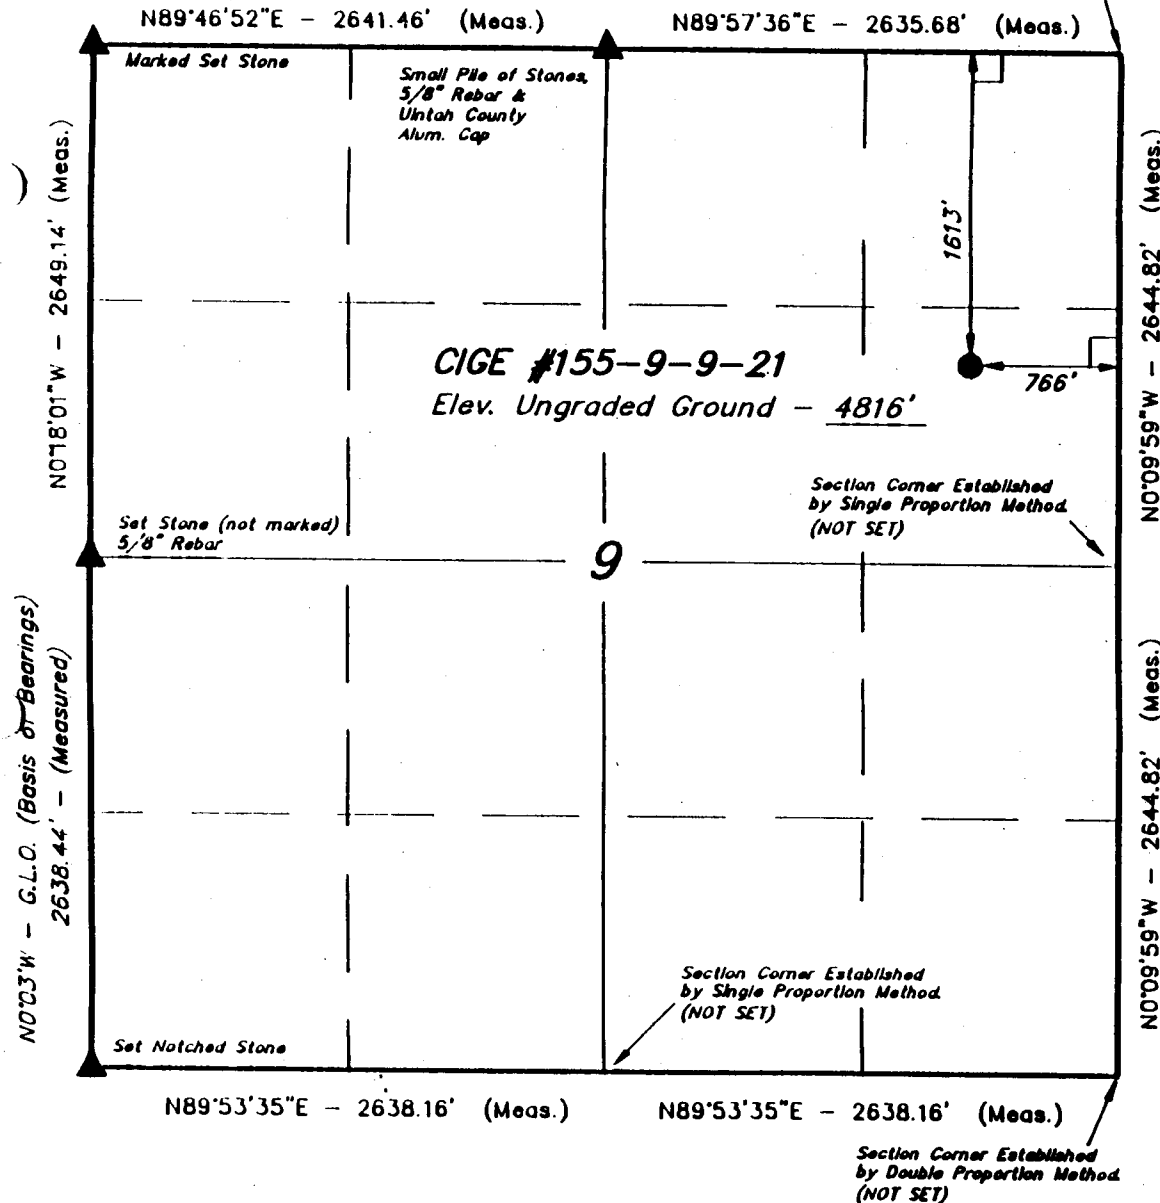 N89°46'52"E - 2641.46' (Meas.)
N89°57'36"E - 2635.68' (Meas.)
Marked Set Stone
Small Pile of Stones,
5/8" Rebar &
Uintah County
Alum. Cap
N0°18'01"W - 2649.14' (Meas.)
1613'
N0°09'59"W - 2644.82' (Meas.)
CIGE #155-9-9-21
Elev. Ungraded Ground - 4816'
766'
Section Corner Established
by Single Proportion Method.
(NOT SET)
Set Stone (not marked)
5/8" Rebar
9
N0°03'W - G.L.O. (Basis of Bearings)
2638.44' - (Measured)
N0°09'59"W - 2644.82' (Meas.)
Section Corner Established
by Single Proportion Method.
(NOT SET)
Set Notched Stone
N89°53'35"E - 2638.16' (Meas.)
N89°53'35"E - 2638.16' (Meas.)
Section Corner Established
by Double Proportion Method.
(NOT SET)